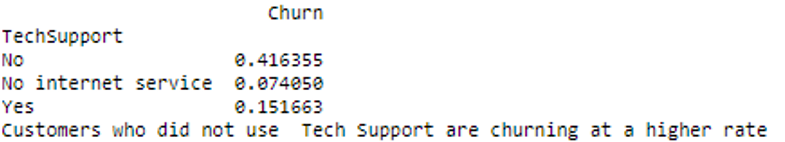 Churn
TechSupport
No 0.416355
No internet service 0.074050
Yes 0.151663
Customers who did not use  Tech Support are churning at a higher rate